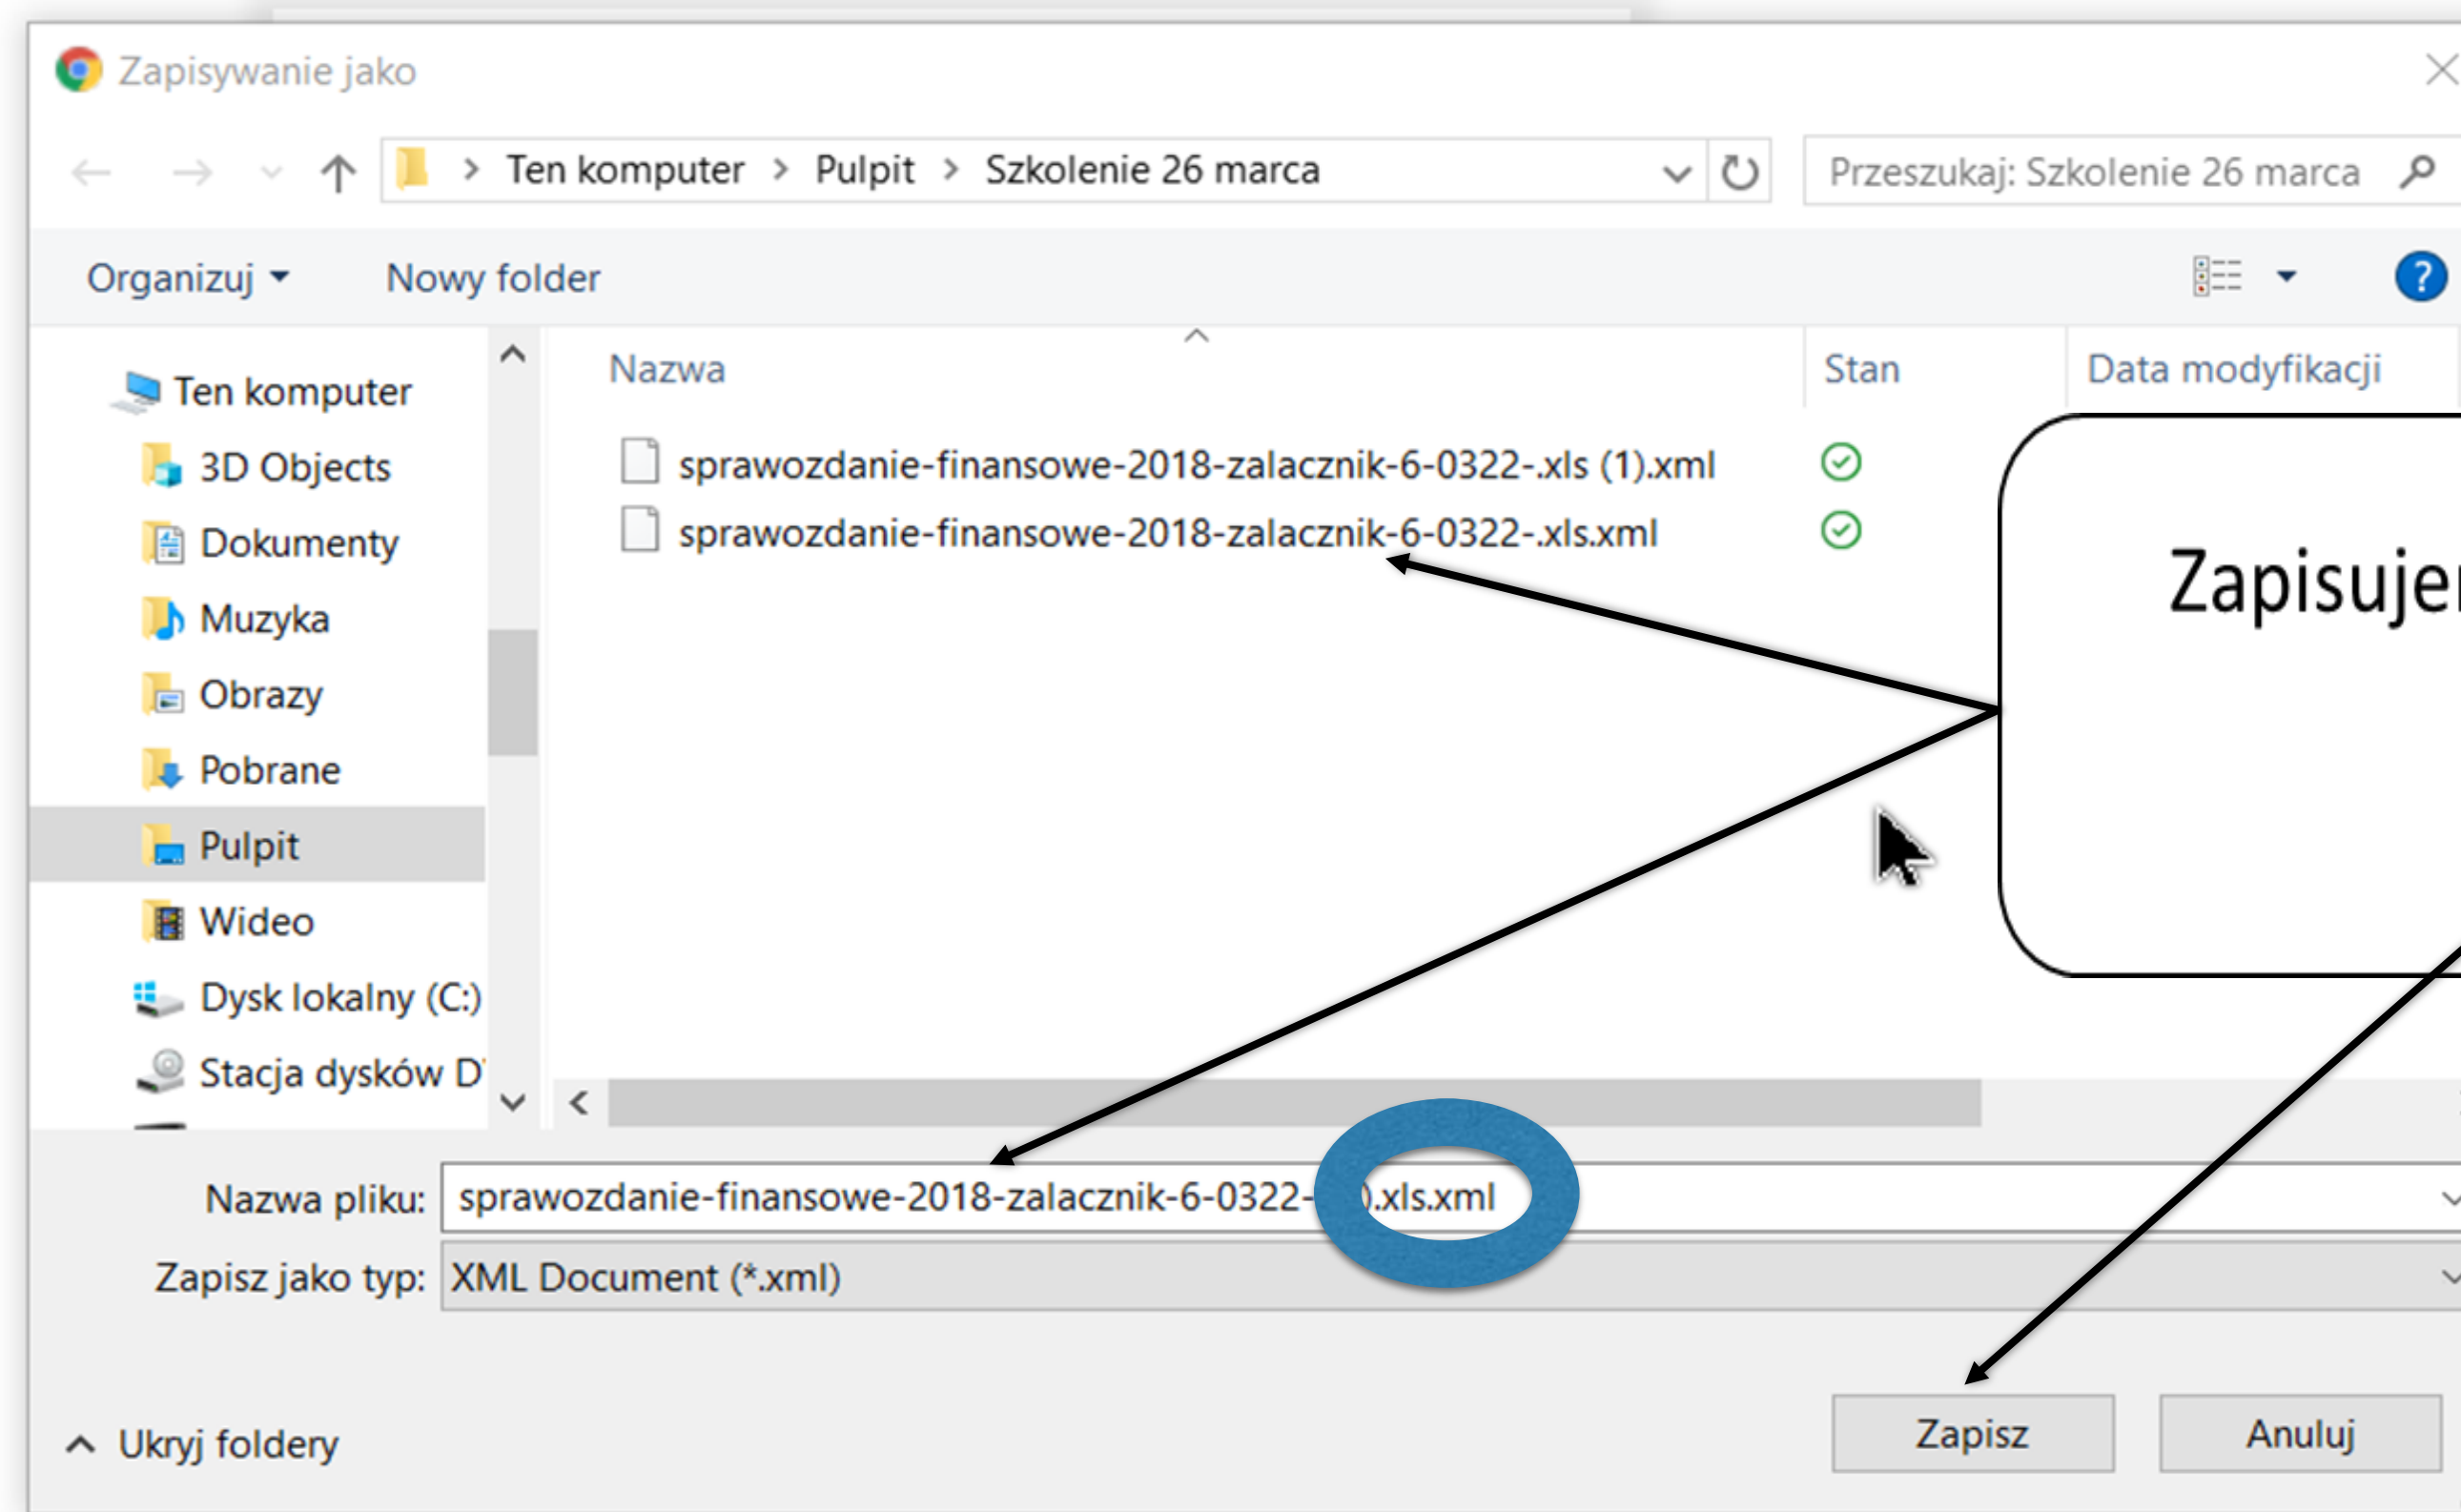 Zapisywanie jako
Ten komputer > Pulpit > Szkolenie 26 marca
Przeszukaj: Szkolenie 26 marca
Organizuj
Nowy folder
?
Nazwa
Stan
Data modyfikacji
Ten komputer
3D Objects
Dokumenty
Muzyka
Obrazy
Pobrane
Pulpit
Wideo
Dysk lokalny (C:)
Stacja dysków
sprawozdanie-finansowe-2018-zalacznik-6-0322-.xls (1).xml
sprawozdanie-finansowe-2018-zalacznik-6-0322-.xls.xml
Nazwa pliku:
sprawozdanie-finansowe-2018-zalacznik-6-0322- ).xls.xml
Zapisz jako typ:
XML Document (*.xml)
Ukryj foldery
Zapisz
Anuluj